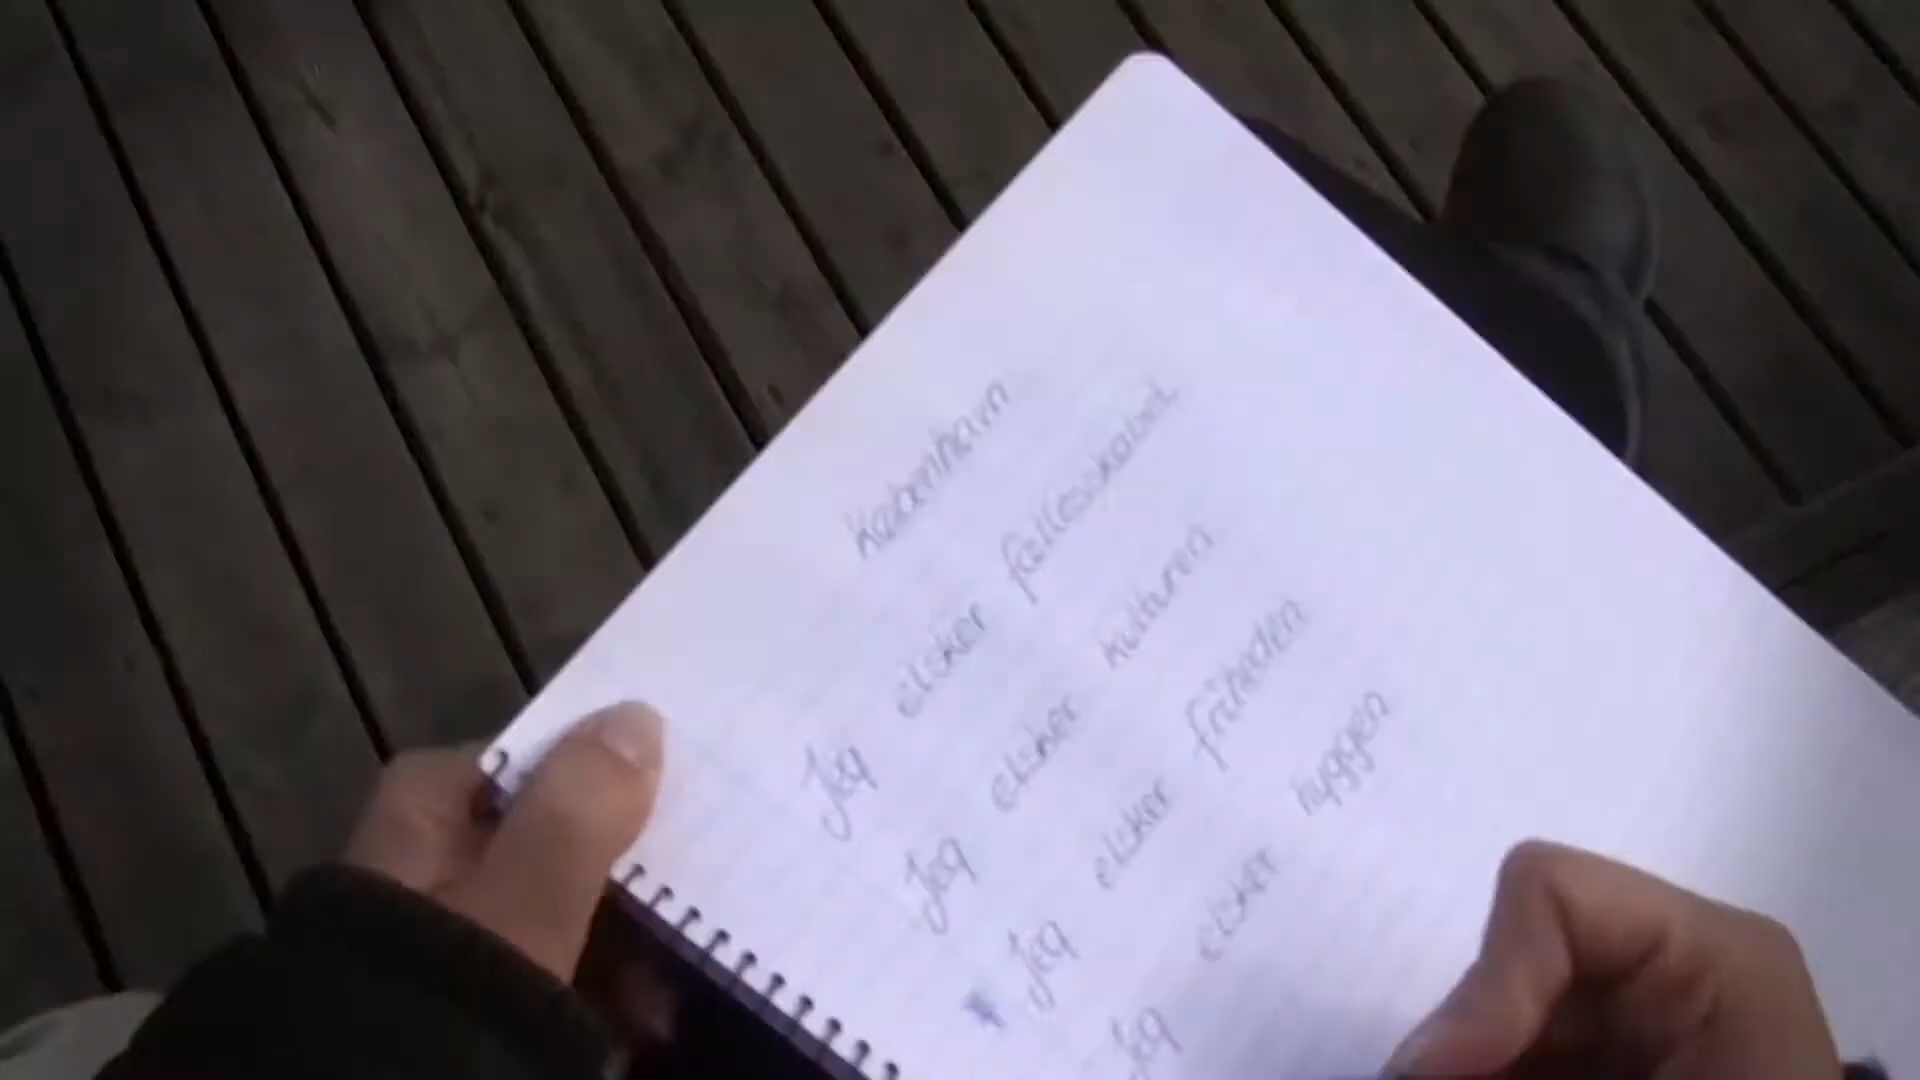 København
Jeg elsker fællesskabet
Jeg elsker kulturen
Jeg elsker friheden
Jeg elsker hyggen